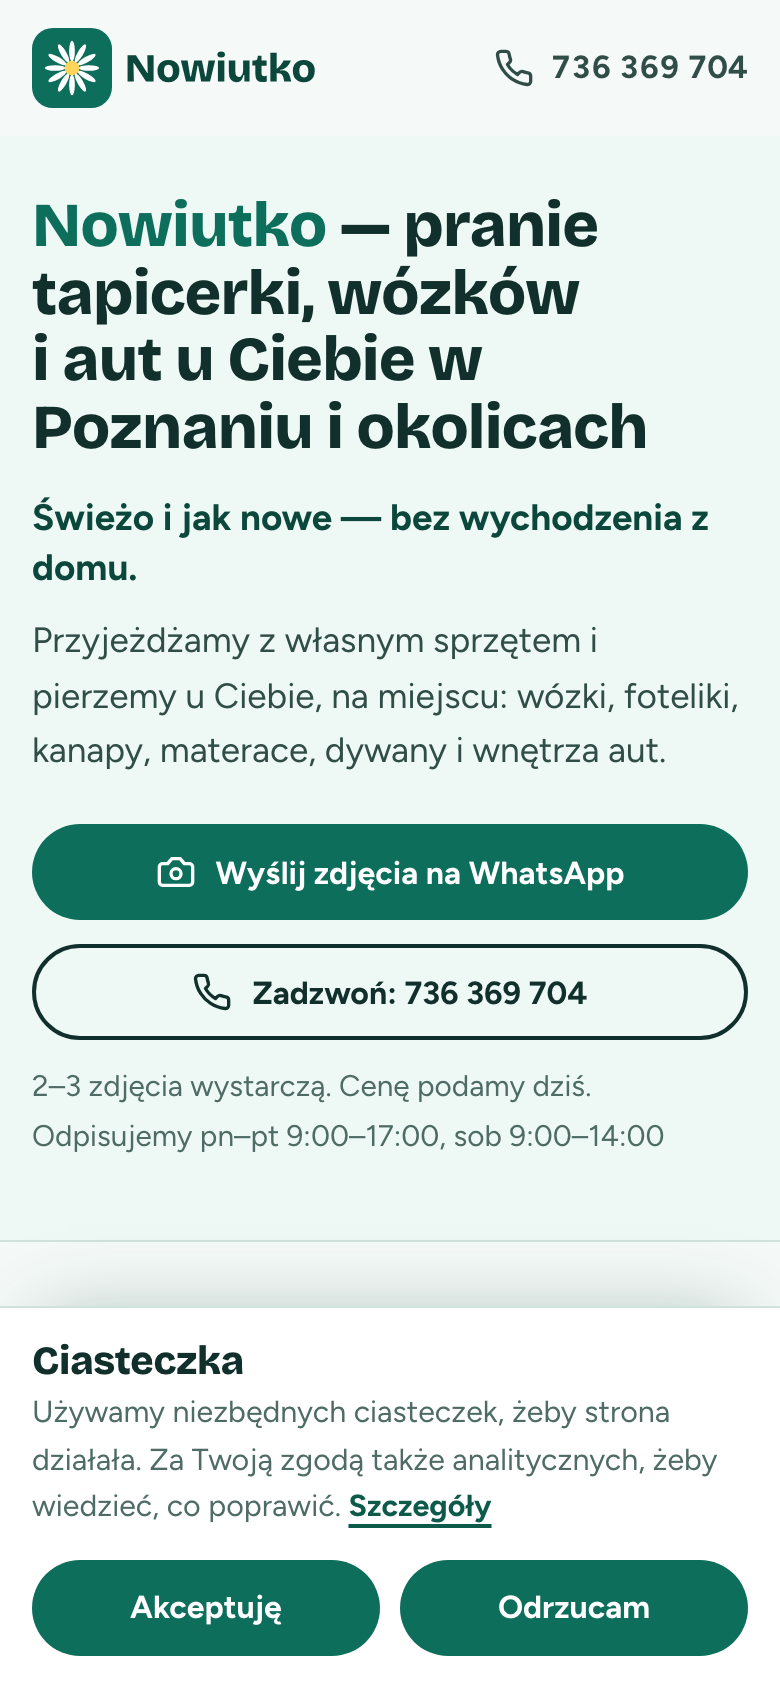 Nowiutko
736 369 704
Nowiutko — pranie
tapicerki, wózków
i aut u Ciebie w
Poznaniu i okolicach
Świeżo i jak nowe — bez wychodzenia z
domu.
Przyjeżdżamy z własnym sprzętem i
pierzemy u Ciebie, na miejscu: wózki, foteliki,
kanapy, materace, dywany i wnętrza aut.
Wyślij zdjęcia na WhatsApp
Zadzwoń: 736 369 704
2–3 zdjęcia wystarczą. Cenę podamy dziś.
Odpisujemy pn–pt 9:00–17:00, sob 9:00–14:00
Ciasteczka
Używamy niezbędnych ciasteczek, żeby strona
działała. Za Twoją zgodą także analitycznych, żeby
wiedzieć, co poprawić. Szczegóły
Akceptuję
Odrzucam